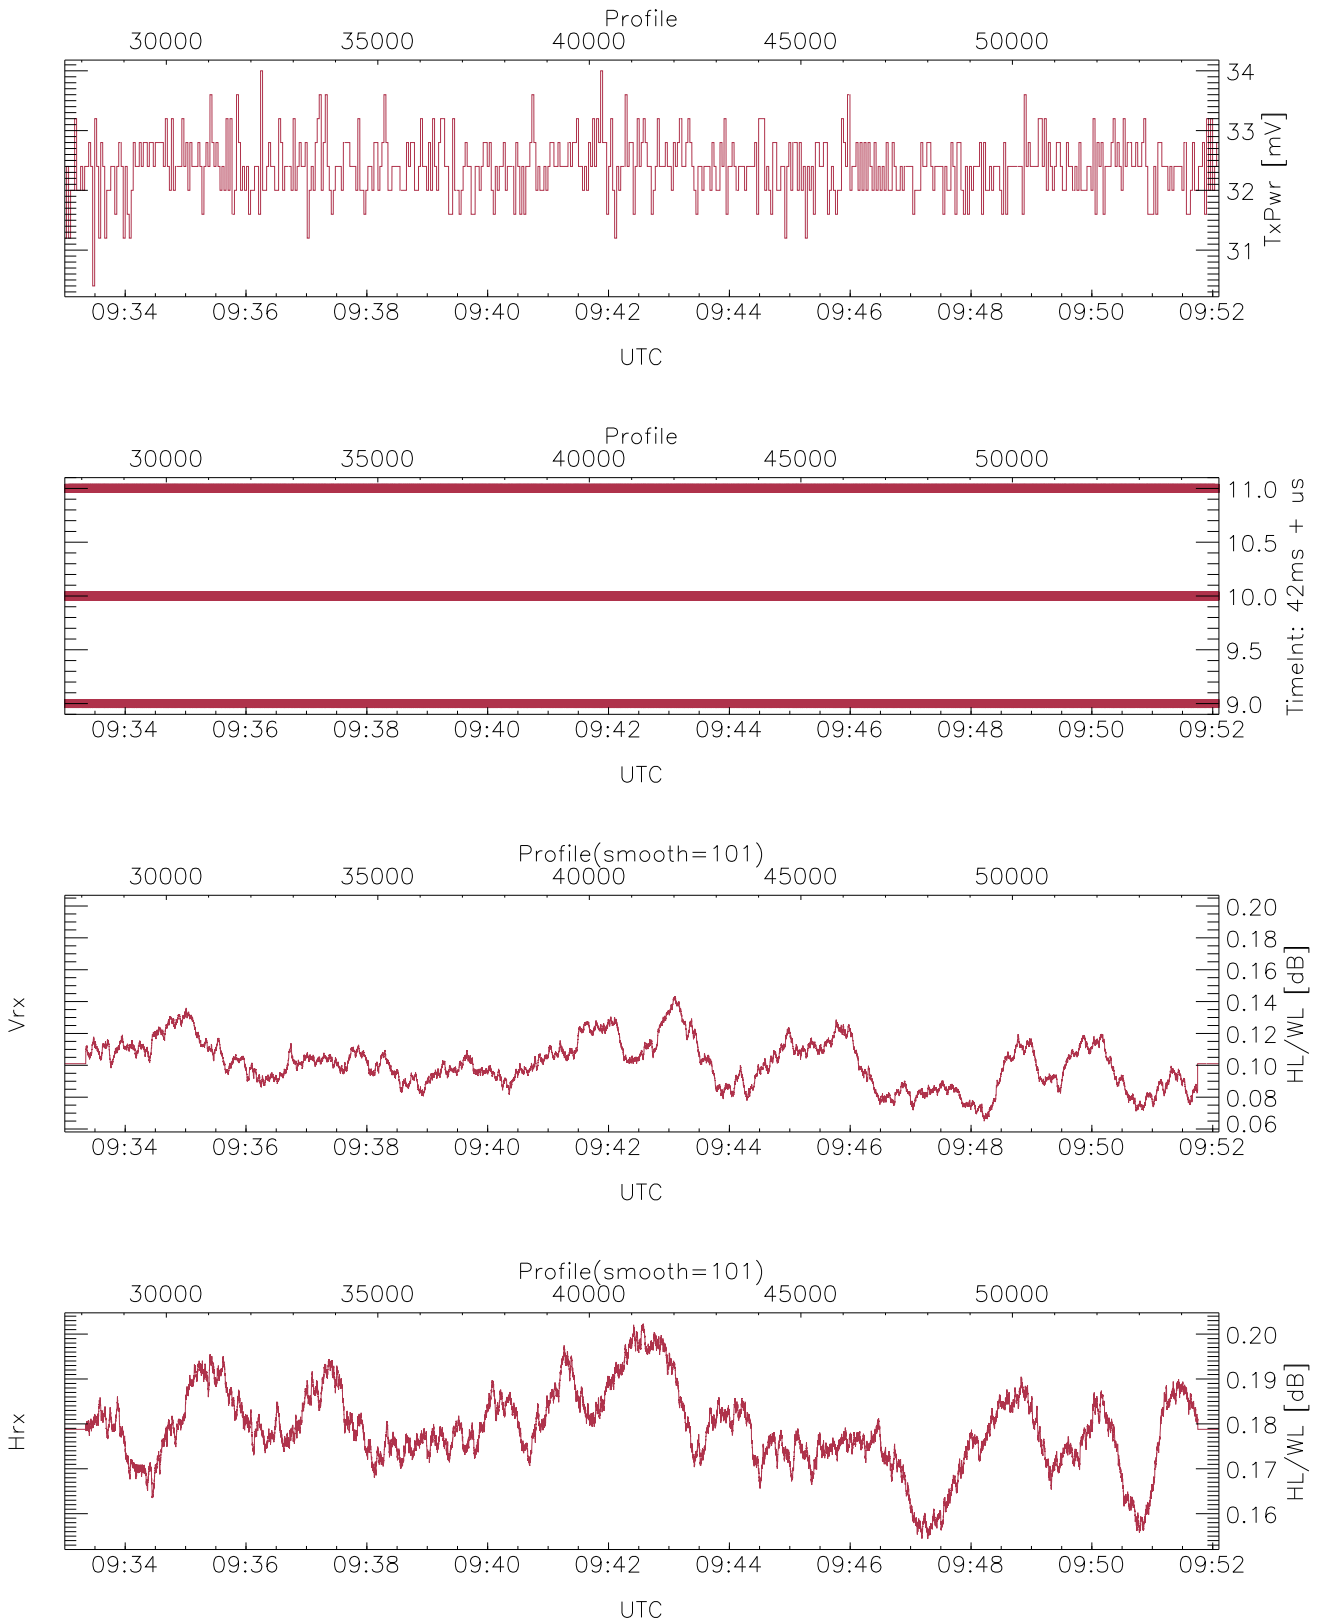 Profile
30000 35000 40000 45000 50000
34
33
32
31
TxPwr [mV]
09:34 09:36 09:38 09:40 09:42 09:44 09:46 09:48 09:50 09:52
UTC
Profile
30000 35000 40000 45000 50000
11.0
10.5
10.0
9.5
9.0
TimeInt: 42ms + us
09:34 09:36 09:38 09:40 09:42 09:44 09:46 09:48 09:50 09:52
UTC
Profile(smooth=101)
30000 35000 40000 45000 50000
Vrx
0.20
0.18
0.16
0.14
0.12
0.10
0.08
0.06
HL/WL [dB]
09:34 09:36 09:38 09:40 09:42 09:44 09:46 09:48 09:50 09:52
UTC
Profile(smooth=101)
30000 35000 40000 45000 50000
Hrx
0.20
0.19
0.18
0.17
0.16
HL/WL [dB]
09:34 09:36 09:38 09:40 09:42 09:44 09:46 09:48 09:50 09:52
UTC